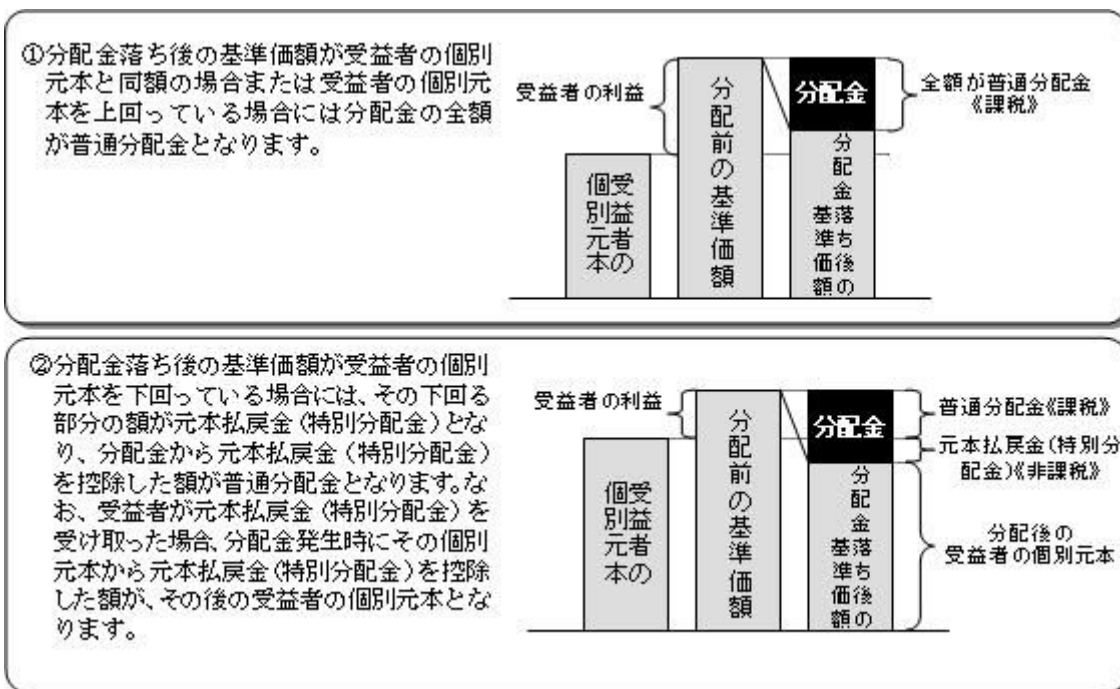 ①分配金落ち後の基準価額が受益者の個別
元本と同額の場合または受益者の個別元
本を上回っている場合には分配金の全額
が普通分配金となります。
受益者の利益
受益者の
個別元本
分配前の基準価額
分配金
分配金落ち後の
基準価額
全額が普通分配金
《課税》
②分配金落ち後の基準価額が受益者の個別
元本を下回っている場合には、その下回る
部分の額が元本払戻金(特別分配金)とな
り、分配金から元本払戻金(特別分配金)
を控除した額が普通分配金となります。な
お、受益者が元本払戻金(特別分配金)を
受け取った場合、分配金発生時にその個別
元本から元本払戻金(特別分配金)を控除
した額が、その後の受益者の個別元本とな
ります。
受益者の利益
受益者の
個別元本
分配前の基準価額
分配金
分配金落ち後の
基準価額
普通分配金《課税》
元本払戻金(特別分
配金)《非課税》
分配後の
受益者の個別元本